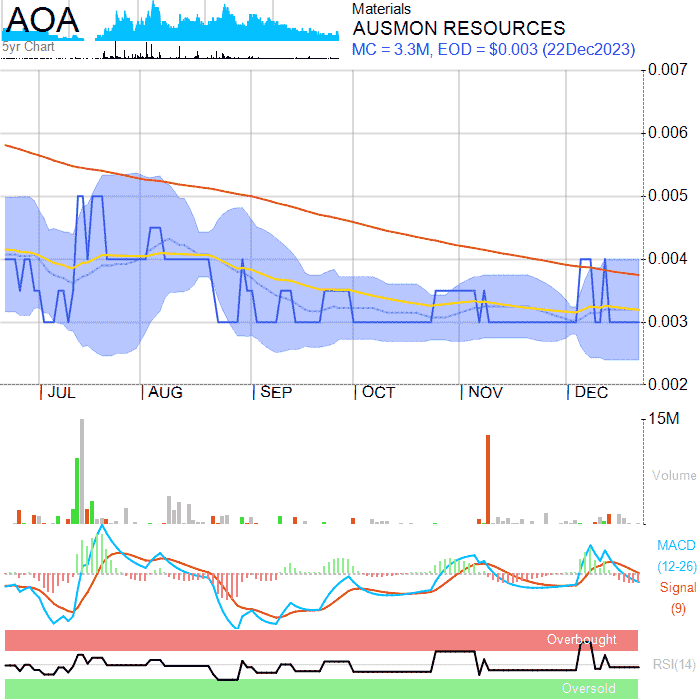 AOA
5yr Chart
Materials
AUSMON RESOURCES
MC = 3.3M, EOD = $0.003 (22Dec2023)
0.007
0.006
0.005
0.004
0.003
0.002
JUL AUG SEP OCT NOV DEC
15M
Volume
MACD
(12-26)
Signal
(9)
Overbought
RSI(14)
Oversold